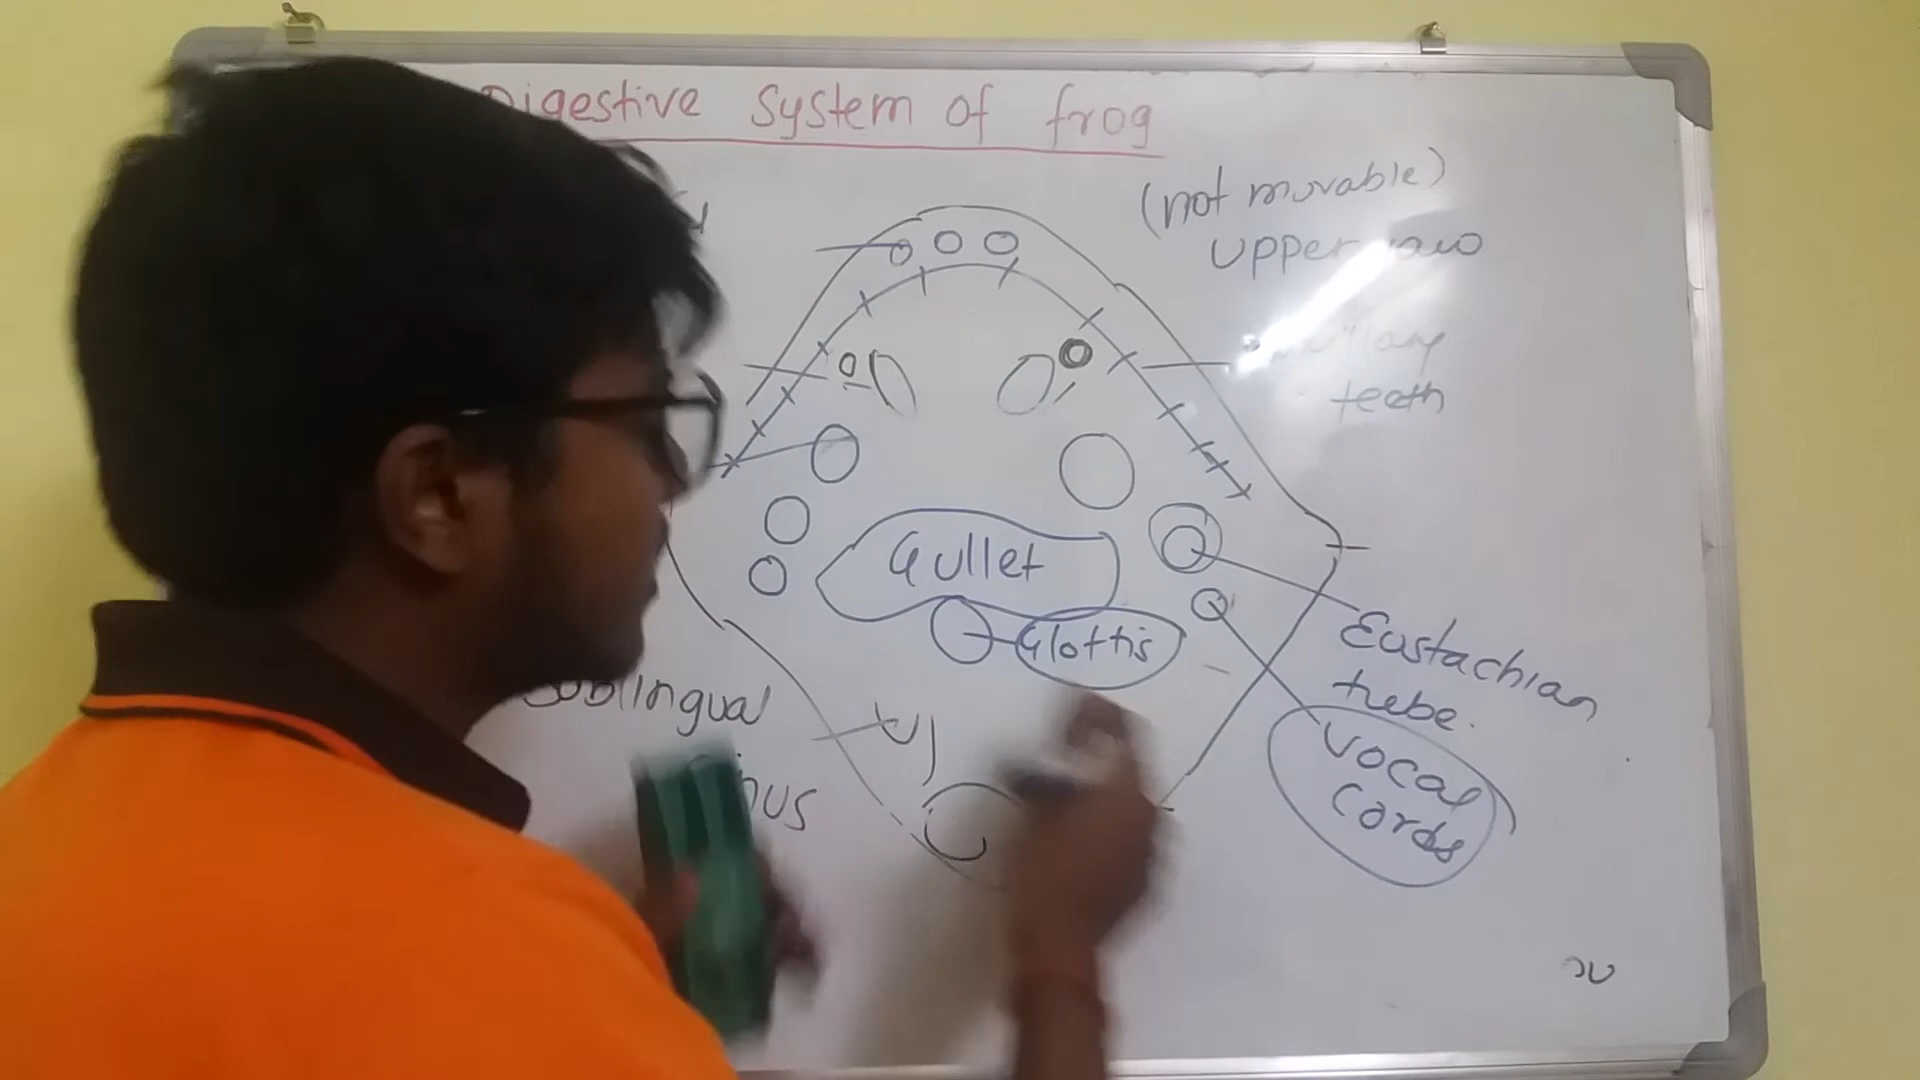 Digestive System of frog
(not movable)
Upper Jaw
teeth
Gullet
Glottis
Eustachian
tube.
Vocal
Cords
Sublingual